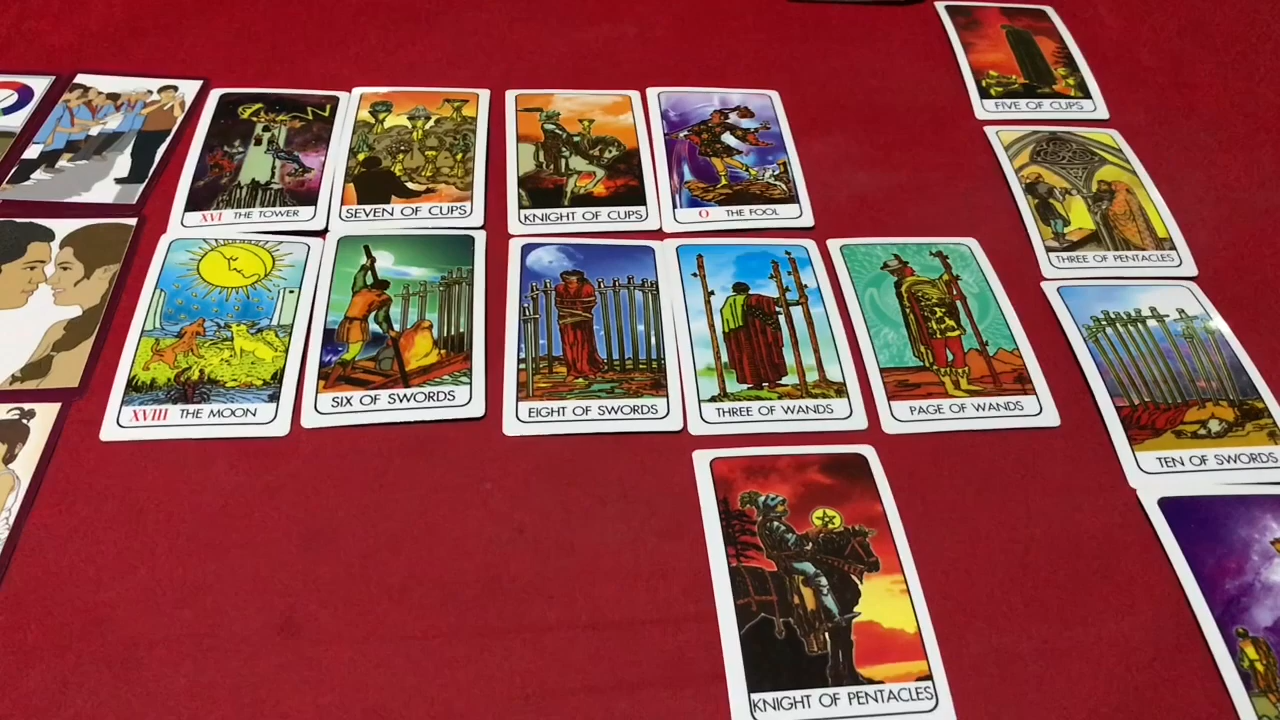 FIVE OF CUPS
XVI THE TOWER
SEVEN OF CUPS
KNIGHT OF CUPS
0 THE FOOL
THREE OF PENTACLES
XVIII THE MOON
SIX OF SWORDS
EIGHT OF SWORDS
THREE OF WANDS
PAGE OF WANDS
TEN OF SWORDS
KNIGHT OF PENTACLES